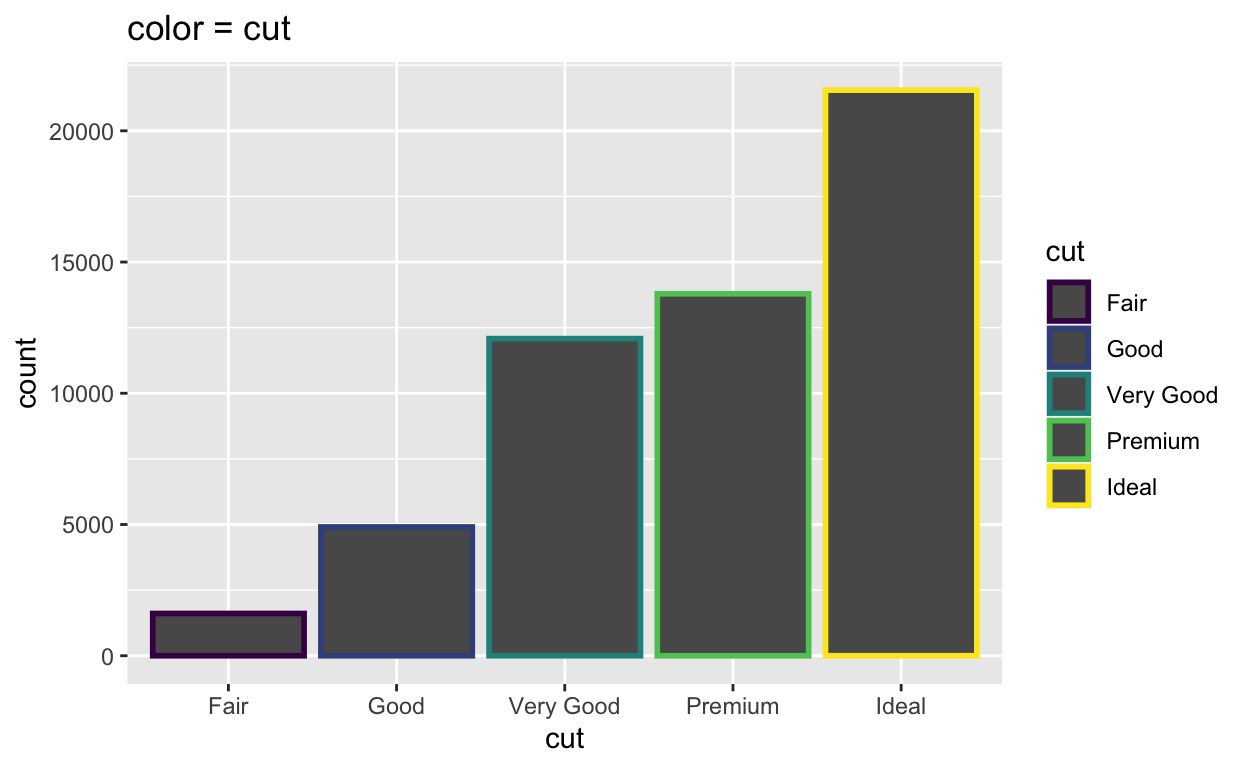 color = cut
20000
15000
10000
5000
0
count
Fair
Good
Very Good
Premium
Ideal
cut
cut
Fair
Good
Very Good
Premium
Ideal